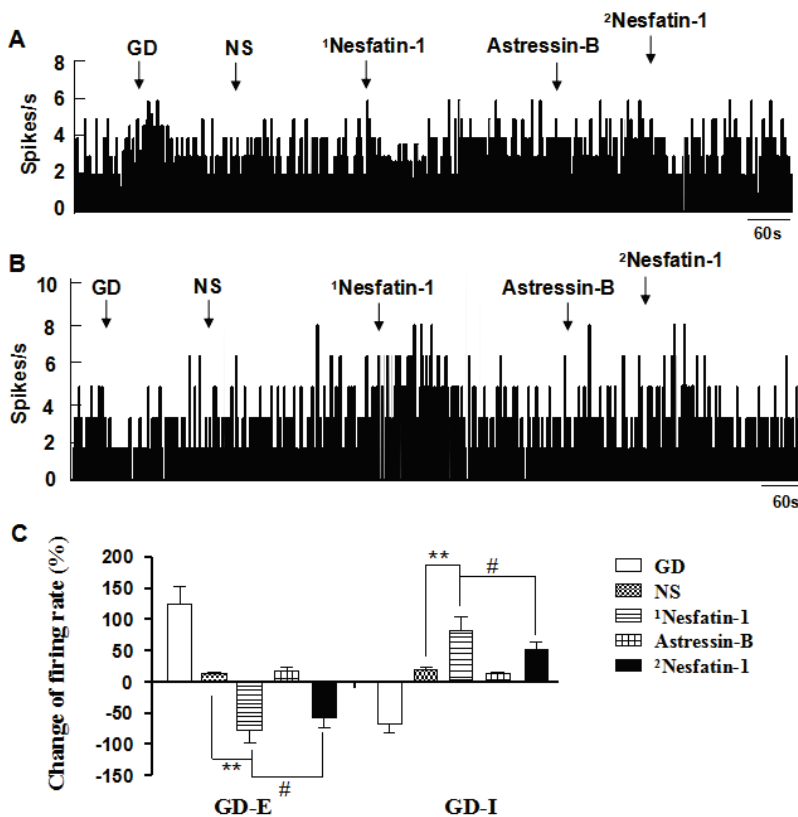 A
GD NS ¹Nesfatin-1 Astressin-B ²Nesfatin-1
Spikes/s
8
6
4
2
0
60s
B
GD NS ¹Nesfatin-1 Astressin-B ²Nesfatin-1
Spikes/s
10
8
6
4
2
0
60s
C
Change of firing rate (%)
200
150
100
50
0
-50
-100
-150
** #
** #
GD-E GD-I
GD
NS
¹Nesfatin-1
Astressin-B
²Nesfatin-1